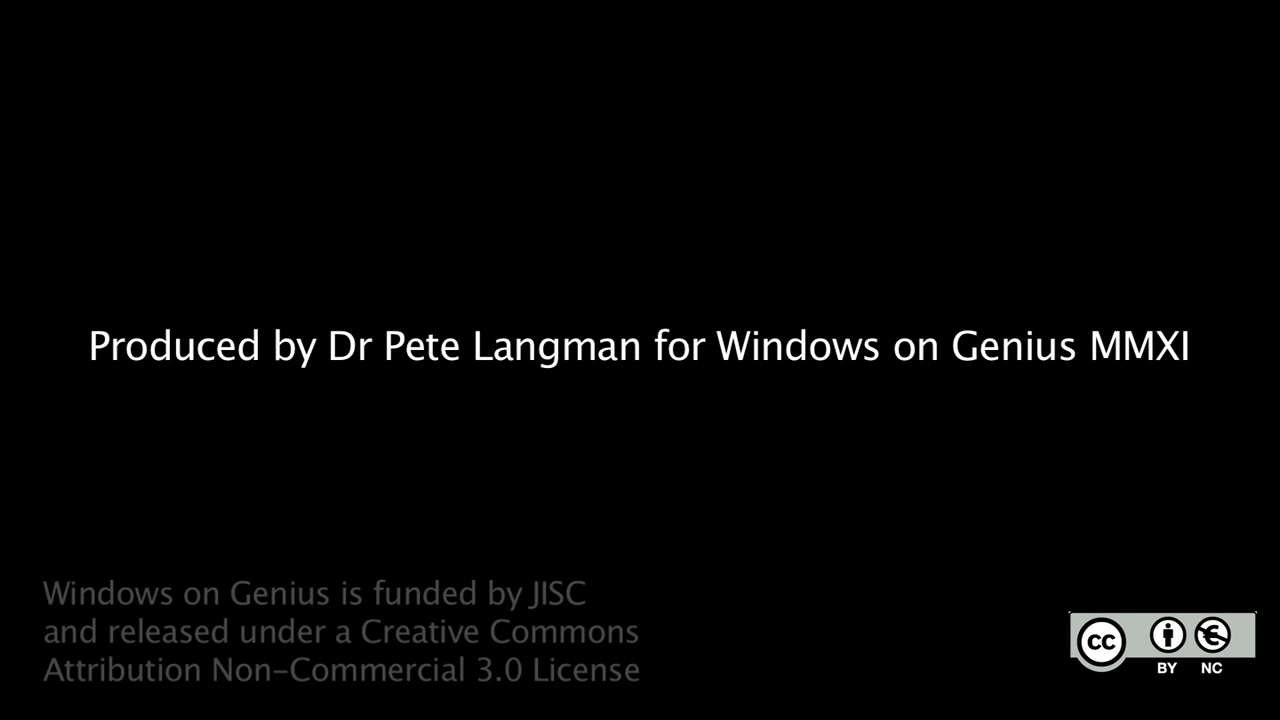 Produced by Dr Pete Langman for Windows on Genius MMXI
Windows on Genius is funded by JISC
and released under a Creative Commons
Attribution Non-Commercial 3.0 License
cc
BY NC